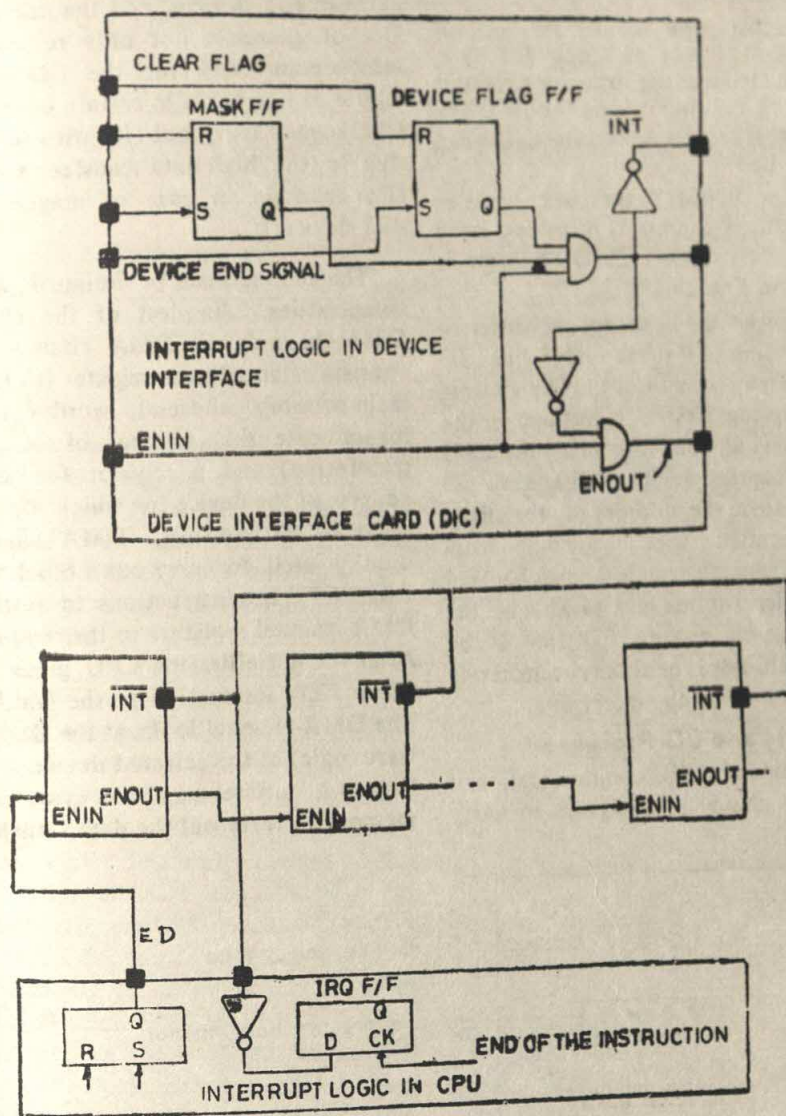 CLEAR FLAG
MASK F/F
DEVICE FLAG F/F
INT
R
R
S
Q
S
Q
DEVICE END SIGNAL
INTERRUPT LOGIC IN DEVICE
INTERFACE
ENIN
ENOUT
DEVICE INTERFACE CARD (DIC)
INT
INT
INT
ENOUT
ENOUT
ENOUT
ENIN
ENIN
ENIN
ED
IRQ F/F
Q
Q
R
S
D
CK
END OF THE INSTRUCTION
INTERRUPT LOGIC IN CPU